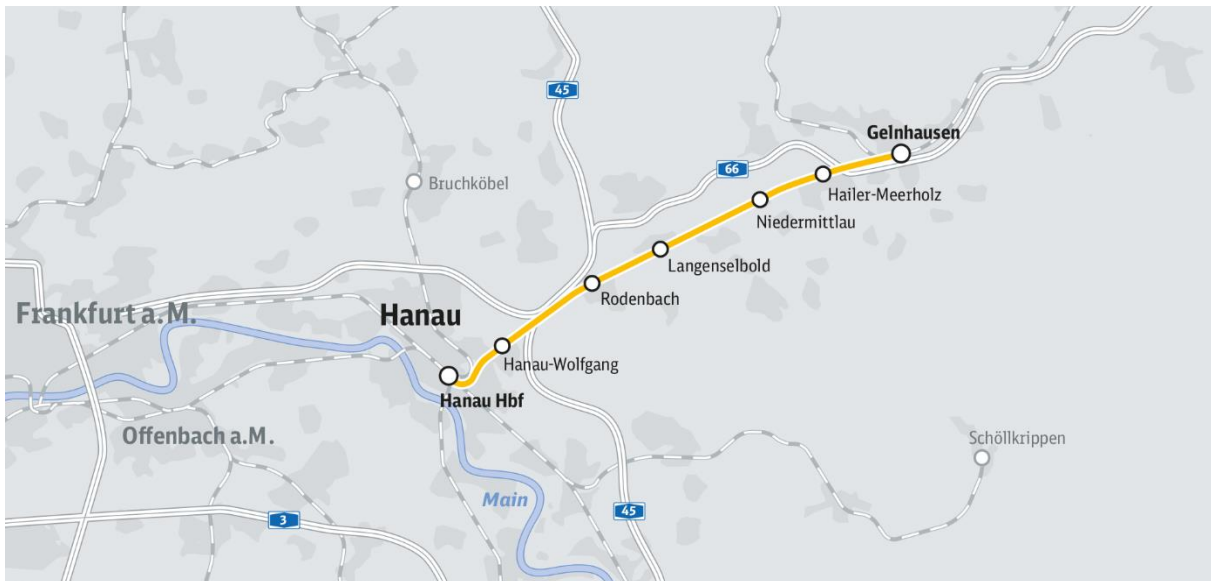 45
Gelnhausen
66
Bruchköbel
Hailer-Meerholz
Niedermittlau
Langenselbold
Rodenbach
Frankfurt a.M.
Hanau
Hanau-Wolfgang
Hanau Hbf
Offenbach a.M.
Schöllkrippen
Main
3
45